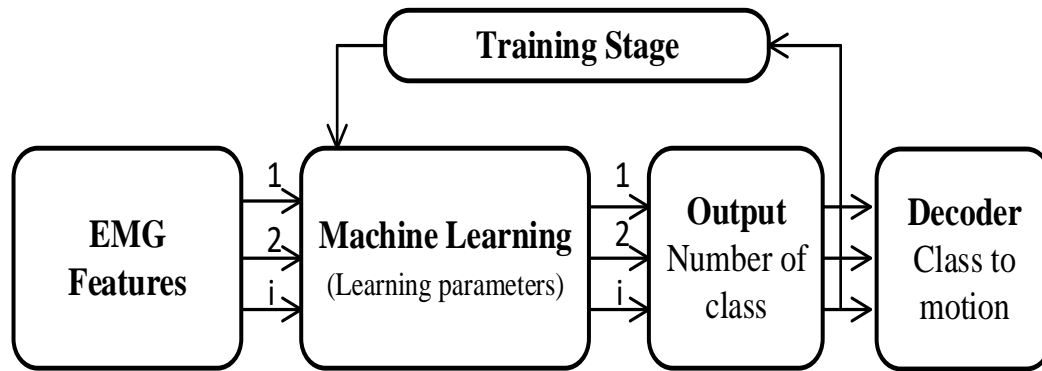 Training Stage
EMG
Features
1
2
i
Machine Learning
(Learning parameters)
1
2
i
Output
Number of
class
Decoder
Class to
motion